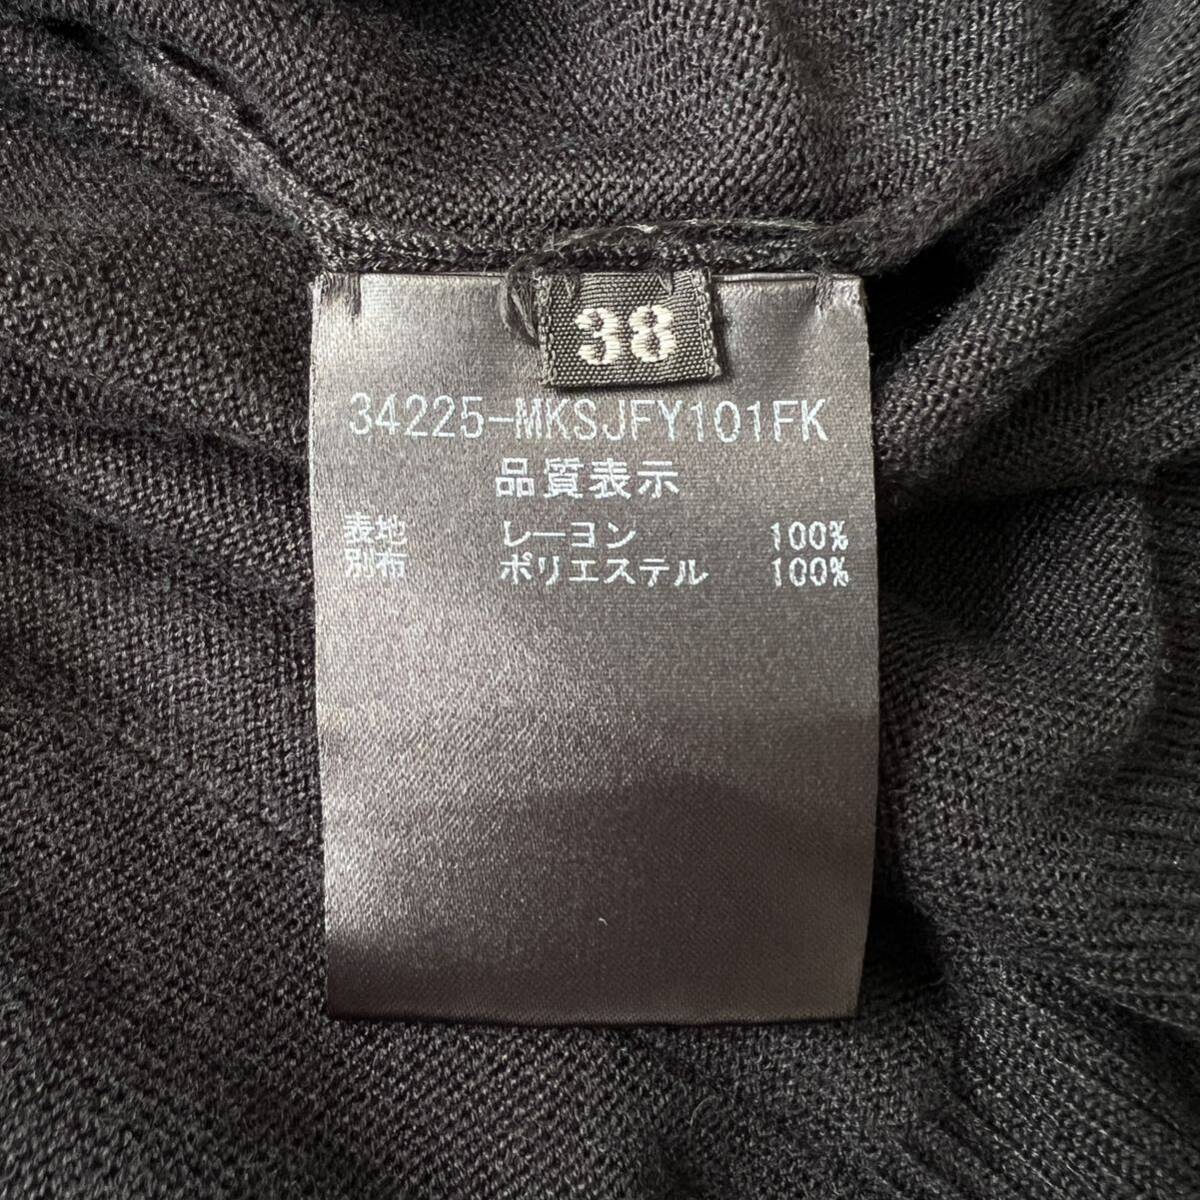 38
34225-MKSJFY101FK
品質表示
表地 レーヨン 100%
別布 ポリエステル 100%